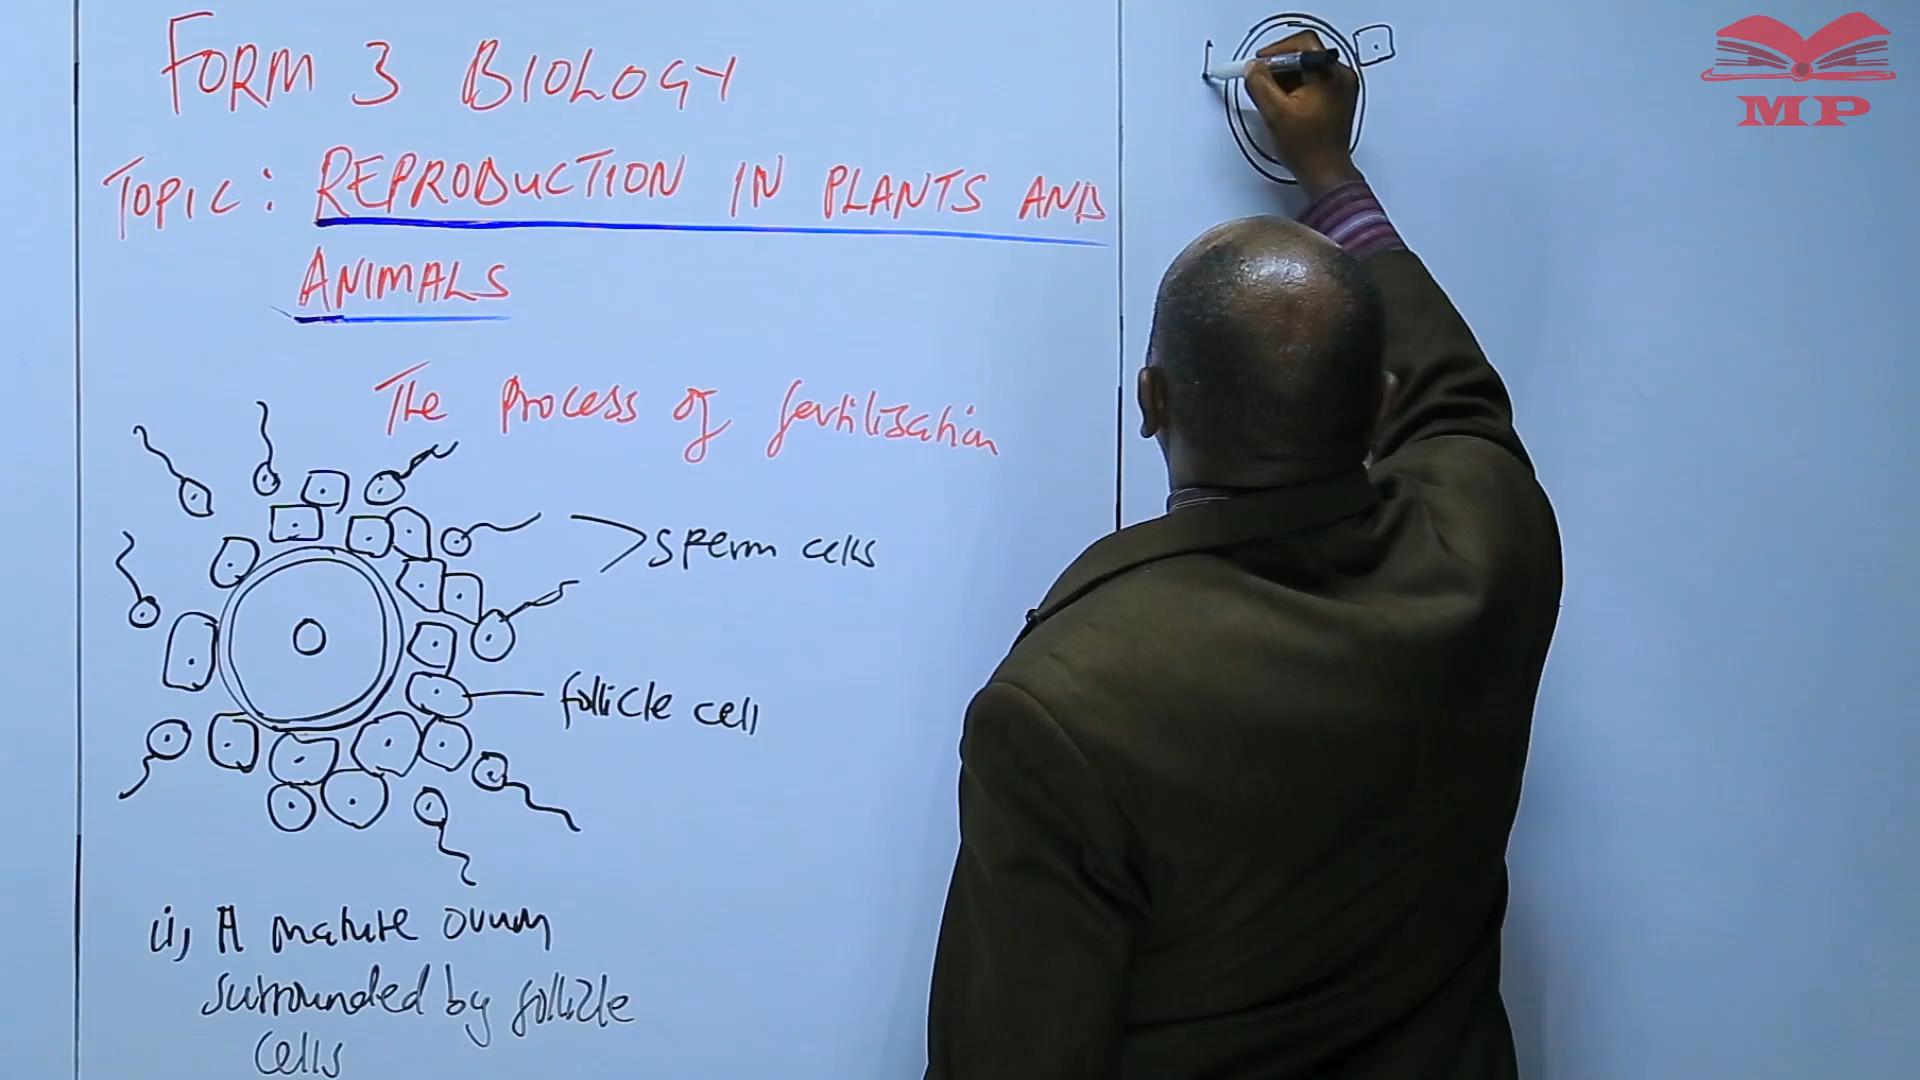 FORM 3 BIOLOGY
TOPIC: REPRODUCTION IN PLANTS AND
ANIMALS
The Process of fertilisation
sperm cells
follicle cell
ii) A mature ovum
surrounded by follicle
cells
MP